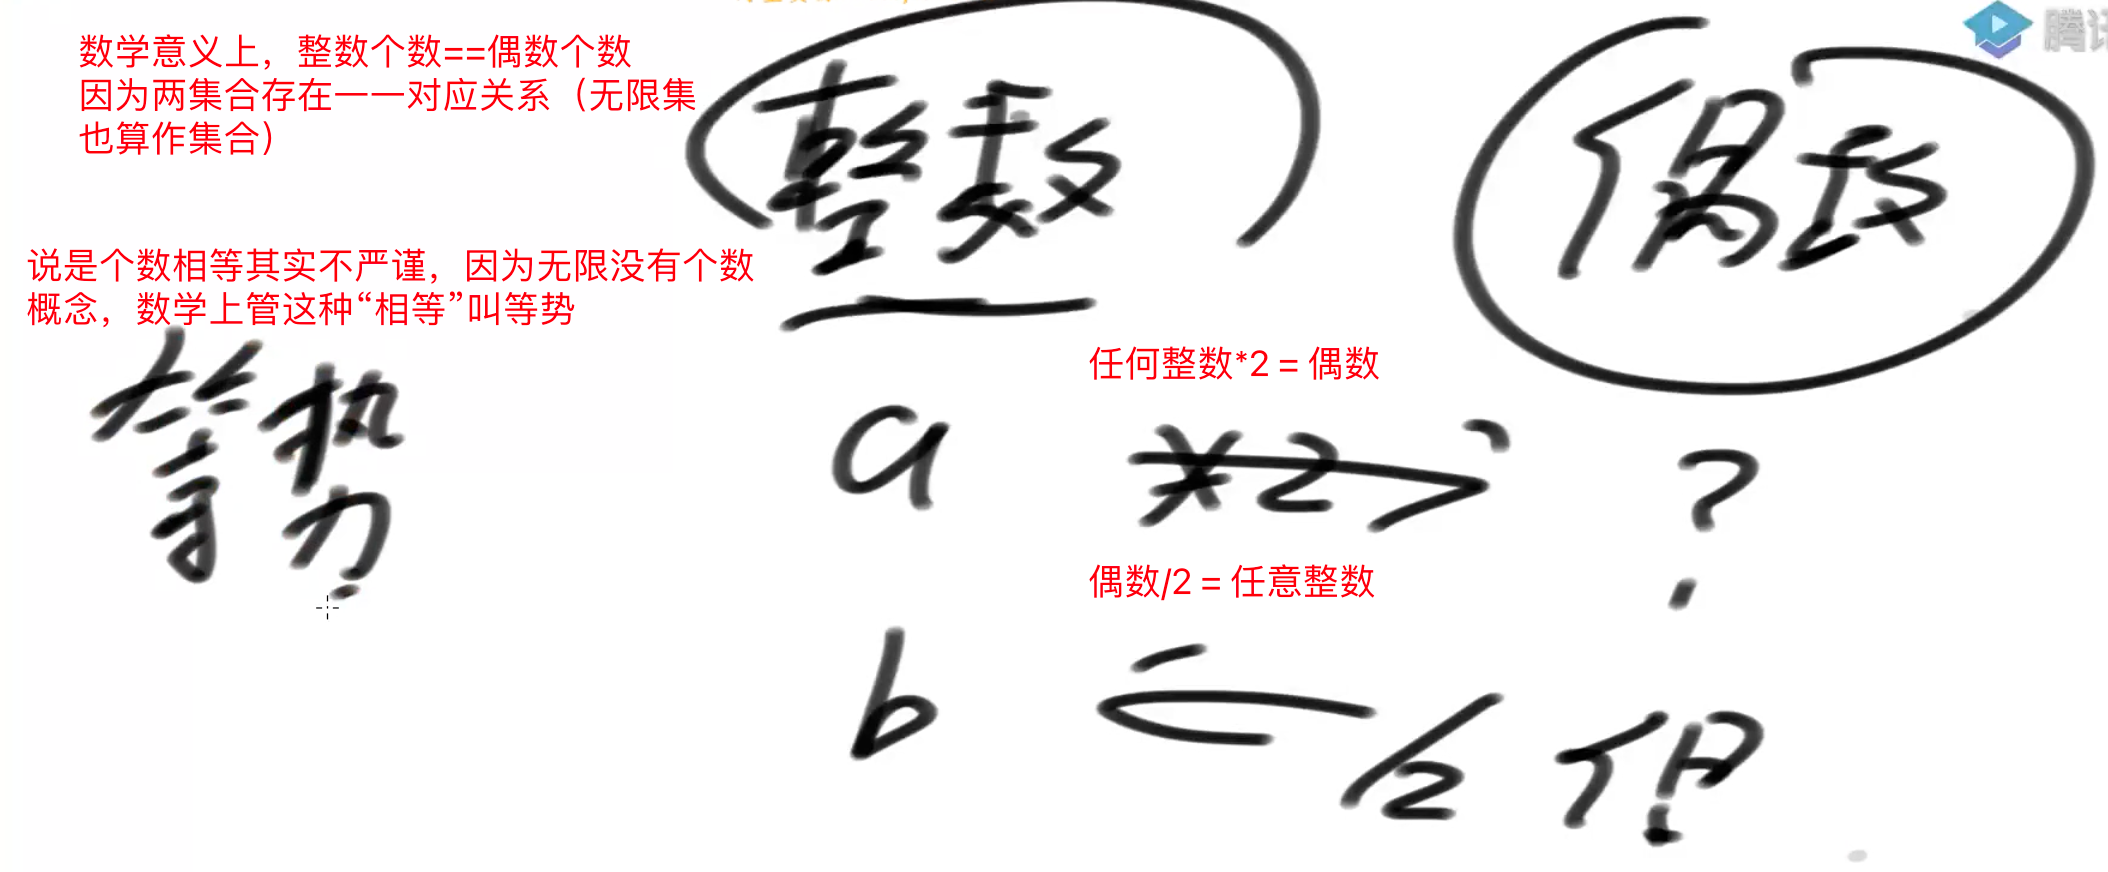 数学意义上，整数个数==偶数个数
因为两集合存在一一对应关系（无限集
也算作集合）
整数
偶数
说是个数相等其实不严谨，因为无限没有个数
概念，数学上管这种“相等”叫等势
等势
任何整数*2 = 偶数
a *2 ?
偶数/2 = 任意整数
b /2 偶
腾讯